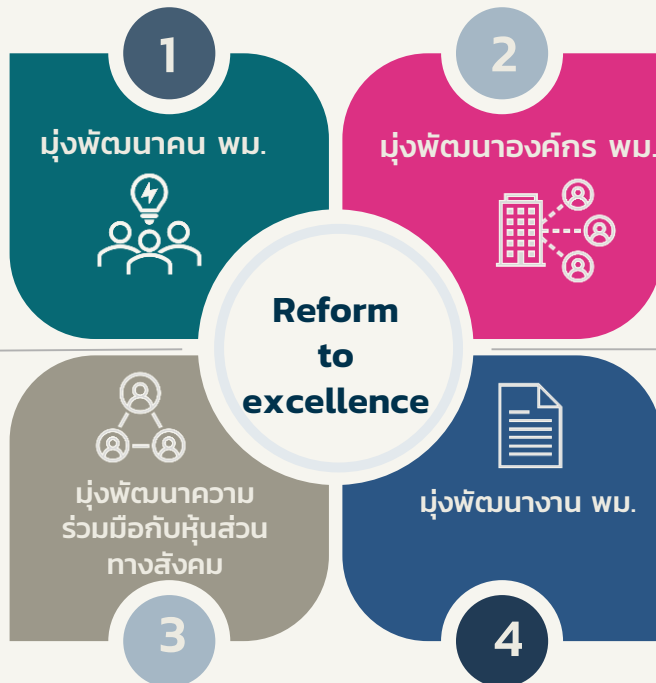 1
มุ่งพัฒนาคน พม.
2
มุ่งพัฒนาองค์กร พม.
Reform
to
excellence
มุ่งพัฒนาความ
ร่วมมือกับหุ้นส่วน
ทางสังคม
3
มุ่งพัฒนางาน พม.
4